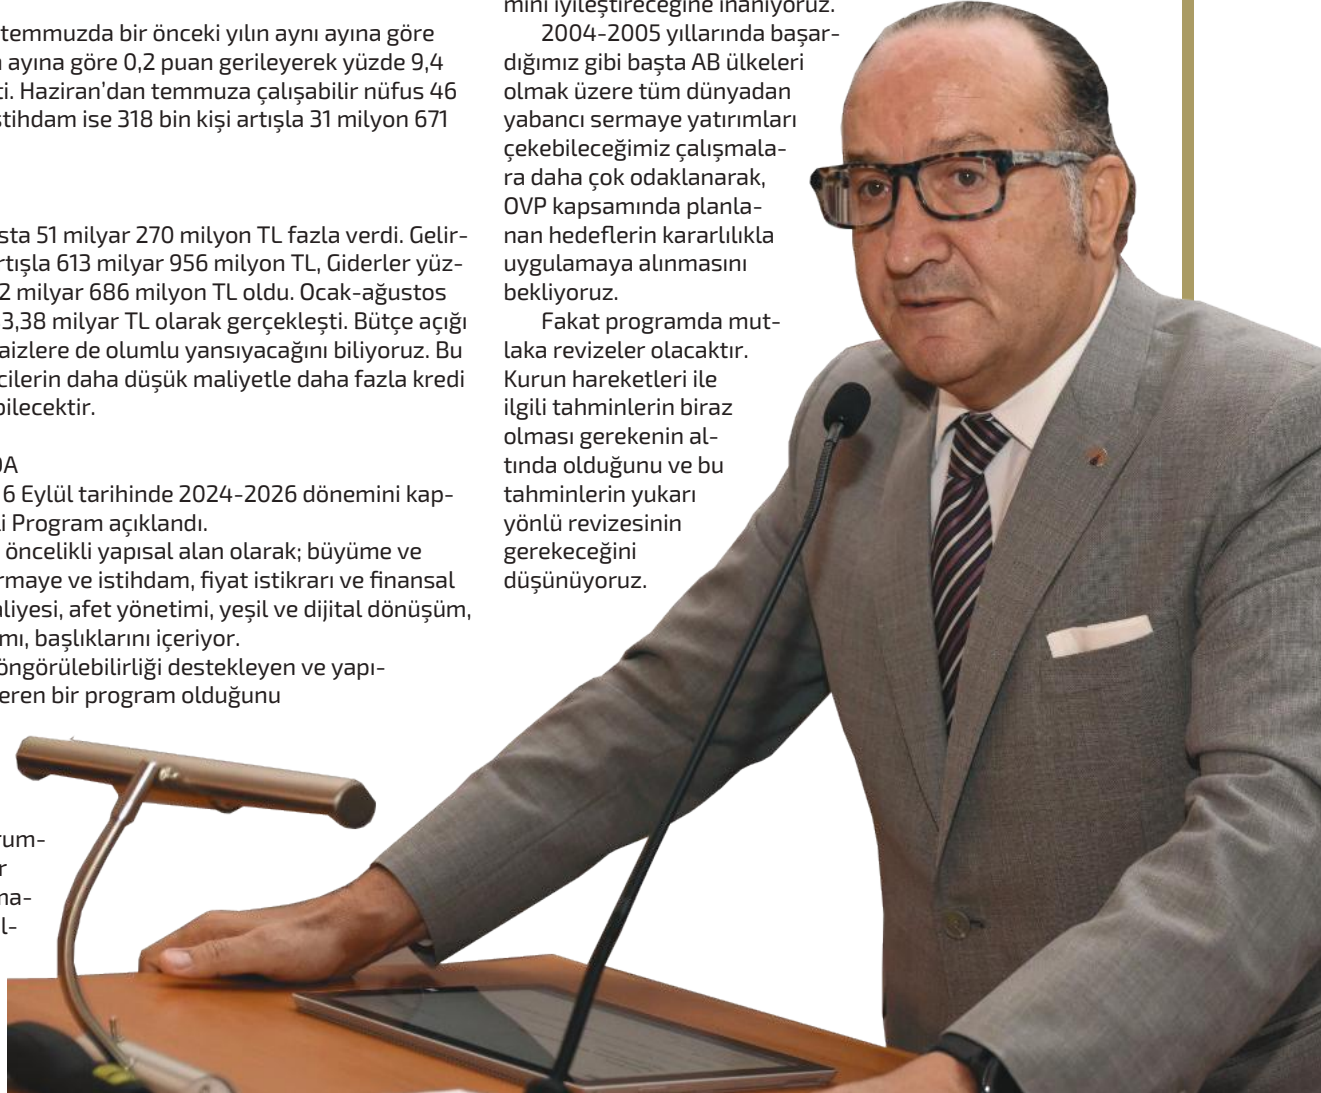 temmuzda bir önceki yılın aynı ayına göre
ayına göre 0,2 puan gerileyerek yüzde 9,4
ti. Haziran'dan temmuza çalışabilir nüfus 46
stihdam ise 318 bin kişi artışla 31 milyon 671
sta 51 milyar 270 milyon TL fazla verdi. Gelir-
rtışla 613 milyar 956 milyon TL, Giderler yüz-
2 milyar 686 milyon TL oldu. Ocak-ağustos
3,38 milyar TL olarak gerçekleşti. Bütçe açığı
aizlere de olumlu yansıyacağını biliyoruz. Bu
cilerin daha düşük maliyetle daha fazla kredi
bilecektir.
DA
6 Eylül tarihinde 2024-2026 dönemini kap-
i Program açıklandı.
öncelikli yapısal alan olarak; büyüme ve
rmaye ve istihdam, fiyat istikrarı ve finansal
aliyesi, afet yönetimi, yeşil ve dijital dönüşüm,
mı, başlıklarını içeriyor.
öngörülebilirliği destekleyen ve yapı-
eren bir program olduğunu
rum-
r
ma-
l-
mini iyileştireceğine inanıyoruz.
2004-2005 yıllarında başar-
dığımız gibi başta AB ülkeleri
olmak üzere tüm dünyadan
yabancı sermaye yatırımları
çekebileceğimiz çalışmala-
ra daha çok odaklanarak,
OVP kapsamında planla-
nan hedeflerin kararlılıkla
uygulamaya alınmasını
bekliyoruz.
Fakat programda mut-
laka revizeler olacaktır.
Kurun hareketleri ile
ilgili tahminlerin biraz
olması gerekenin al-
tında olduğunu ve bu
tahminlerin yukarı
yönlü revizesinin
gerekeceğini
düşünüyoruz.